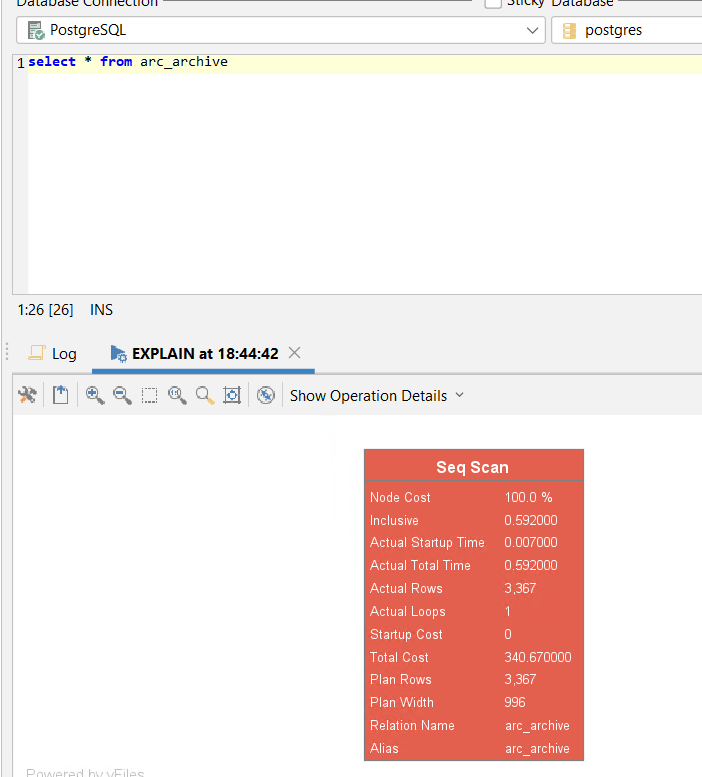 Database Connection Sticky Database
PostgreSQL postgres
1 select * from arc_archive
1:26 [26] INS
Log EXPLAIN at 18:44:42
Show Operation Details
Seq Scan
Node Cost 100.0 %
Inclusive 0.592000
Actual Startup Time 0.007000
Actual Total Time 0.592000
Actual Rows 3,367
Actual Loops 1
Startup Cost 0
Total Cost 340.670000
Plan Rows 3,367
Plan Width 996
Relation Name arc_archive
Alias arc_archive
Powered by yFiles